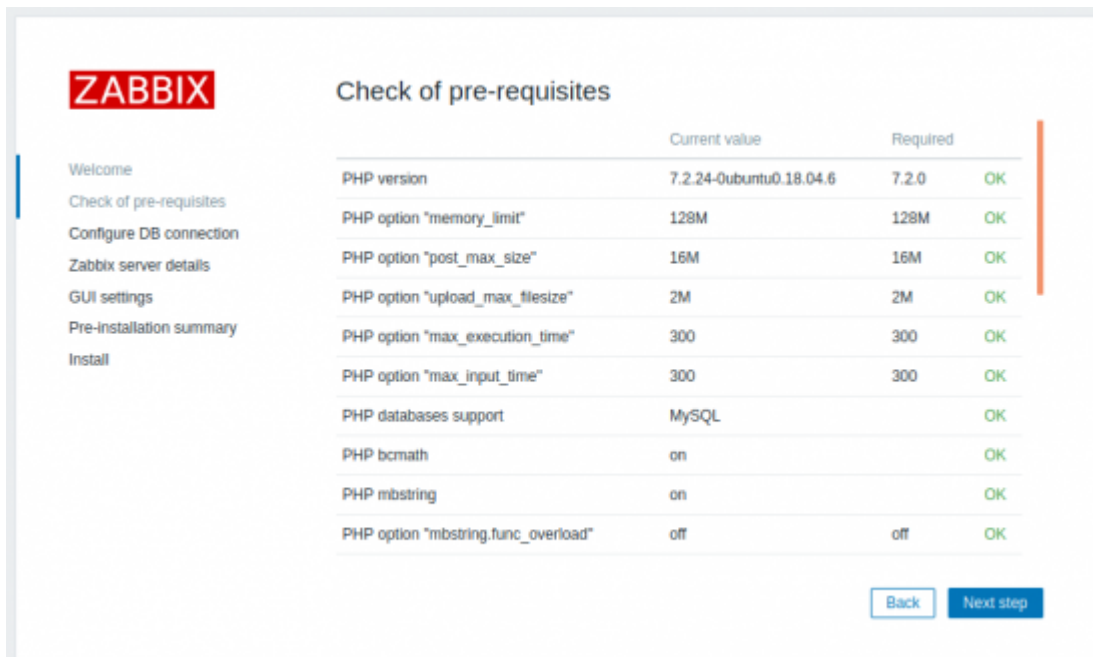 ZABBIX
Check of pre-requisites
Welcome
Check of pre-requisites
Configure DB connection
Zabbix server details
GUI settings
Pre-installation summary
Install
Current value Required
PHP version 7.2.24-0ubuntu0.18.04.6 7.2.0 OK
PHP option "memory_limit" 128M 128M OK
PHP option "post_max_size" 16M 16M OK
PHP option "upload_max_filesize" 2M 2M OK
PHP option "max_execution_time" 300 300 OK
PHP option "max_input_time" 300 300 OK
PHP databases support MySQL OK
PHP bcmath on OK
PHP mbstring on OK
PHP option "mbstring.func_overload" off off OK
Back Next step